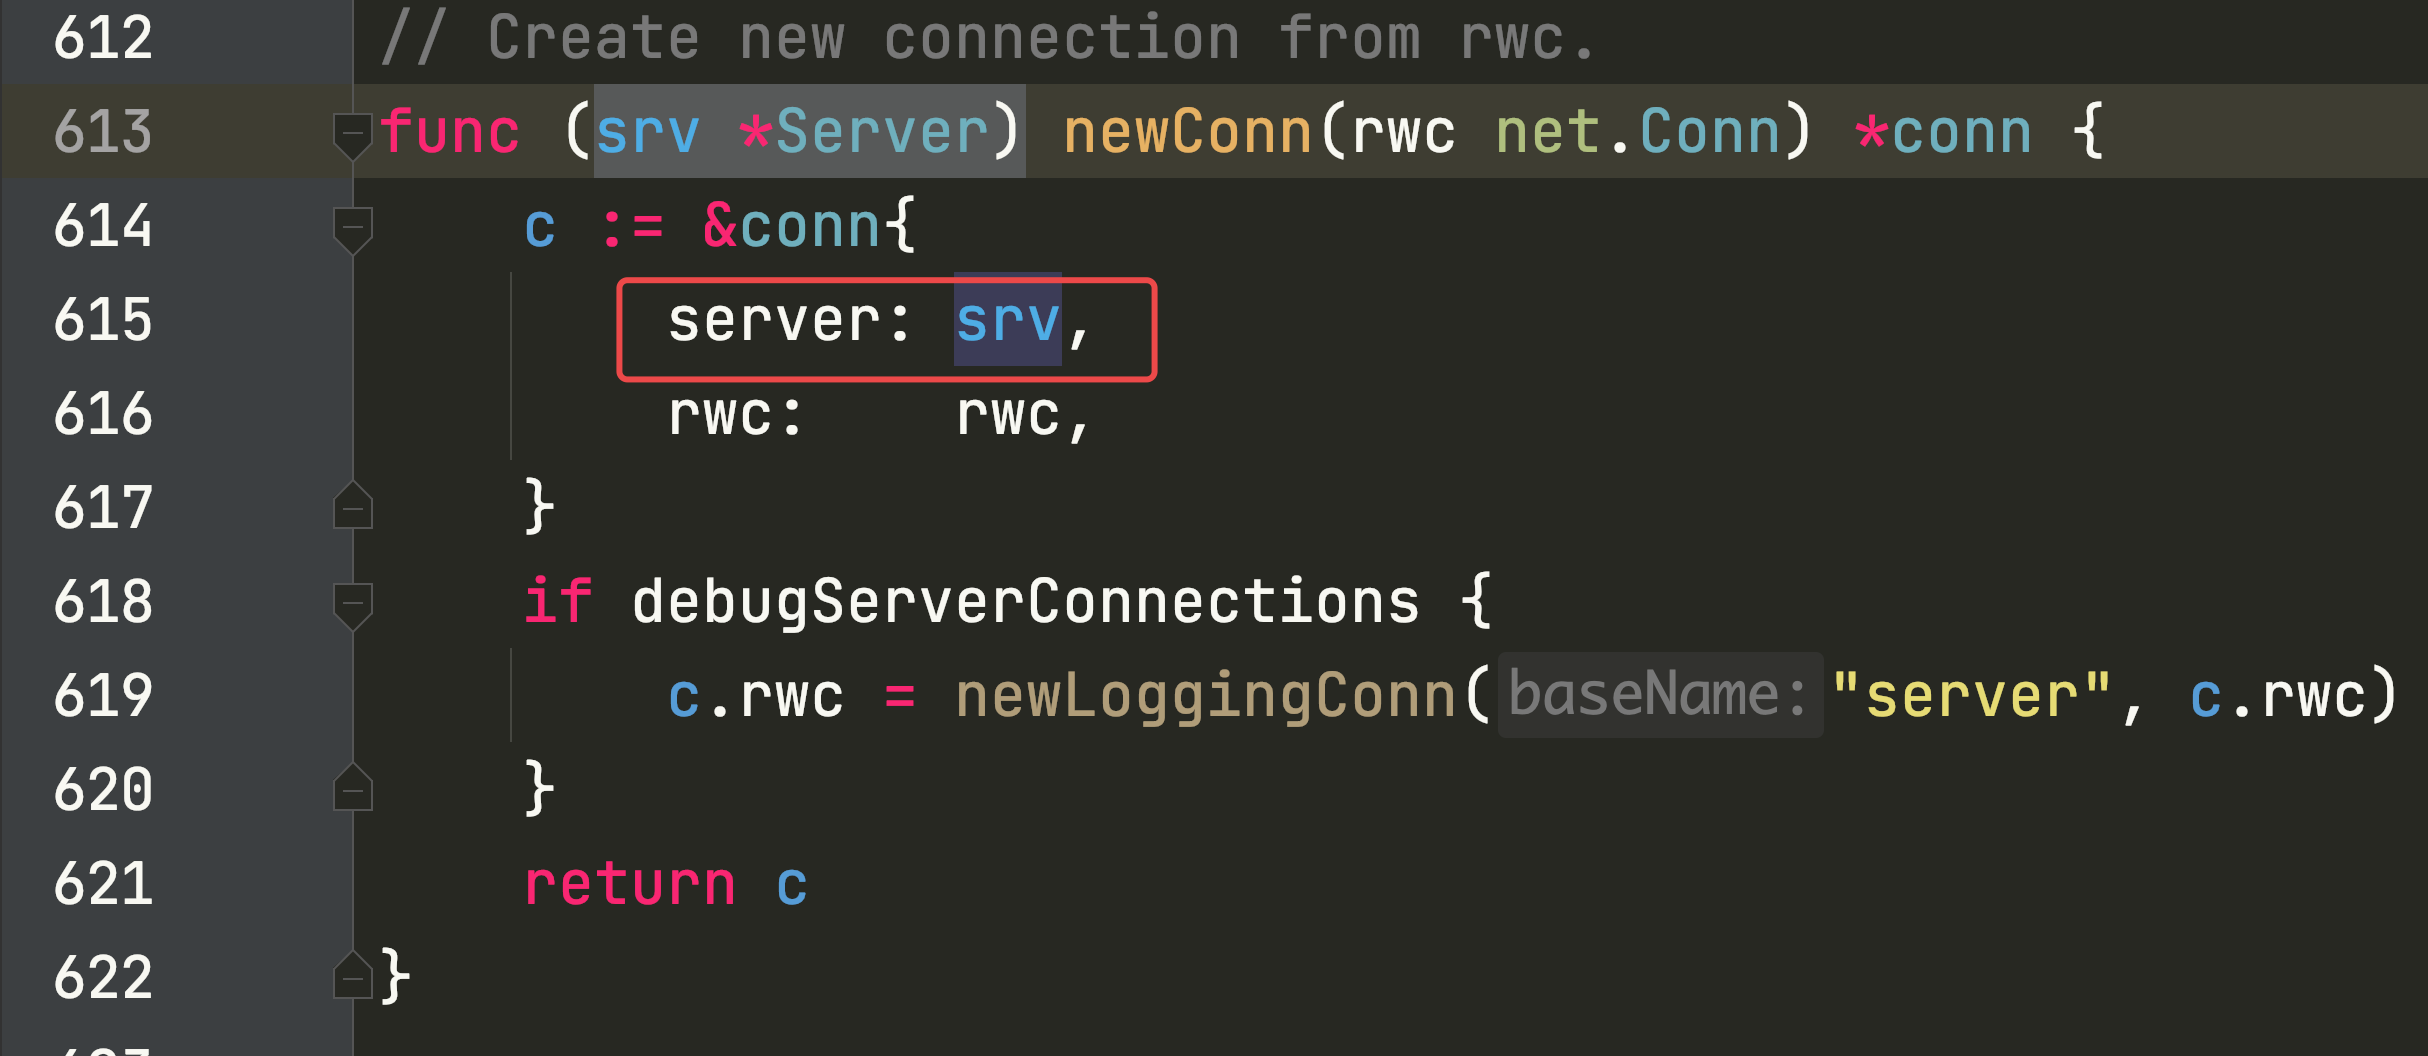 612 // Create new connection from rwc.
613 func (srv *Server) newConn(rwc net.Conn) *conn {
614 c := &conn{
615 server: srv,
616 rwc: rwc,
617 }
618 if debugServerConnections {
619 c.rwc = newLoggingConn(baseName: "server", c.rwc)
620 }
621 return c
622 }